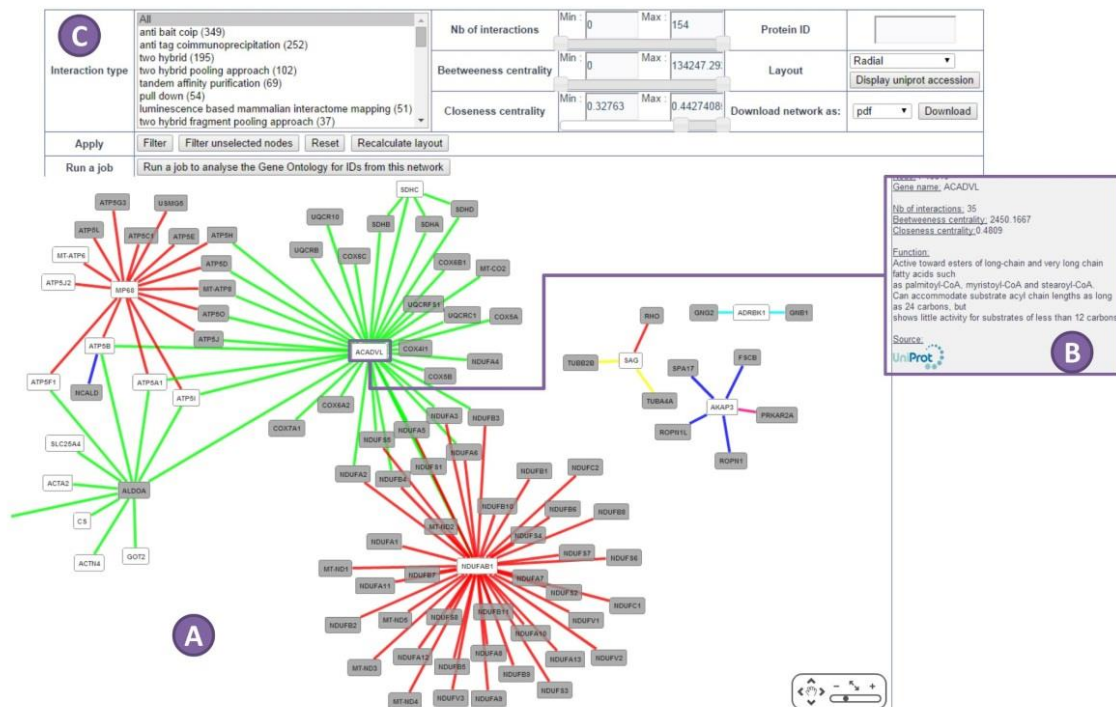 C
Interaction type
All
anti bait coip (349)
anti tag coimmunoprecipitation (252)
two hybrid (195)
two hybrid pooling approach (102)
tandem affinity purification (69)
pull down (54)
luminescence based mammalian interactome mapping (51)
two hybrid fragment pooling approach (37)
Nb of interactions
Min : 0 Max : 154
Protein ID
Beetweeness centrality
Min : 0 Max : 134247.29
Layout
Radial
Display uniprot accession
Closeness centrality
Min : 0.32763 Max : 0.4427408
Download network as:
pdf Download
Apply
Filter Filter unselected nodes Reset Recalculate layout
Run a job
Run a job to analyse the Gene Ontology for IDs from this network
Gene name: ACADVL
Nb of interactions: 35
Beetweeness centrality: 2450.1667
Closeness centrality:0.4809
Function:
Active toward esters of long-chain and very long chain
fatty acids such
as palmitoyl-CoA, myristoyl-CoA and stearoyl-CoA.
Can accommodate substrate acyl chain lengths as long
as 24 carbons, but
shows little activity for substrates of less than 12 carbons
Source:
UniProt
B
ATP5G3
USMG5
ATP5L
ATP5C1
ATP5E
ATP5H
MT-ATP6
ATP5D
ATP5J2
MP68
MT-ATP8
ATP5O
ATP5B
ATP5J
ATP5F1
NCALD
ATP5A1
ATP5I
SLC25A4
ACTA2
ALDOA
CS
ACTN4
GOT2
SDHC
UQCR10
SDHB
SDHA
SDHD
UQCRB
COX6C
COX6B1
MT-CO2
UQCRFS1
UQCRC1
COX5A
ACADVL
COX4I1
NDUFA4
COX5B
COX6A2
COX7A1
NDUFA3
NDUFB3
NDUFA5
NDUFS5
NDUFA6
NDUFA2
NDUFS1
NDUFB4
NDUFB1
NDUFC2
NDUFB10
NDUFB6
NDUFB8
MT-ND2
NDUFS4
NDUFA1
NDUFS7
NDUFS6
MT-ND1
NDUFAB1
NDUFB7
NDUFA7
NDUFA11
NDUFS2
NDUFC1
NDUFB2
MT-ND5
NDUFS8
NDUFB11
NDUFV1
NDUFA10
MT-ND3
NDUFA12
NDUFA8
NDUFA13
NDUFV2
NDUFB5
NDUFB9
MT-ND4
NDUFV3
NDUFA9
NDUFS3
RHO
TUBB2B
SAG
TUBA4A
GNG2
ADRBK1
GNB1
SPA17
FSCB
AKAP3
PRKAR2A
ROPN1L
ROPN1
A